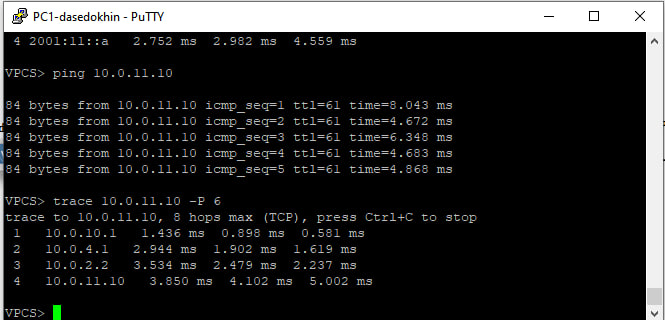 PC1-dasedokhin - PuTTY
4 2001:11::a 2.752 ms 2.982 ms 4.559 ms
VPCS> ping 10.0.11.10
84 bytes from 10.0.11.10 icmp_seq=1 ttl=61 time=8.043 ms
84 bytes from 10.0.11.10 icmp_seq=2 ttl=61 time=4.672 ms
84 bytes from 10.0.11.10 icmp_seq=3 ttl=61 time=6.348 ms
84 bytes from 10.0.11.10 icmp_seq=4 ttl=61 time=4.683 ms
84 bytes from 10.0.11.10 icmp_seq=5 ttl=61 time=4.868 ms
VPCS> trace 10.0.11.10 -P 6
trace to 10.0.11.10, 8 hops max (TCP), press Ctrl+C to stop
1 10.0.10.1 1.436 ms 0.898 ms 0.581 ms
2 10.0.4.1 2.944 ms 1.902 ms 1.619 ms
3 10.0.2.2 3.534 ms 2.479 ms 2.237 ms
4 10.0.11.10 3.850 ms 4.102 ms 5.002 ms
VPCS>